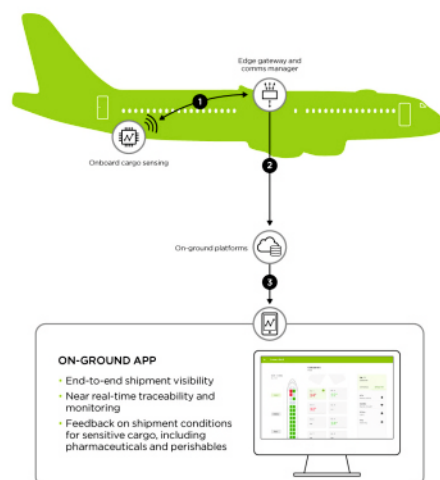 Edge gateway and
comms manager
1
Onboard cargo sensing
2
On-ground platforms
3
ON-GROUND APP
• End-to-end shipment visibility
• Near real-time traceability and
monitoring
• Feedback on shipment conditions
for sensitive cargo, including
pharmaceuticals and perishables